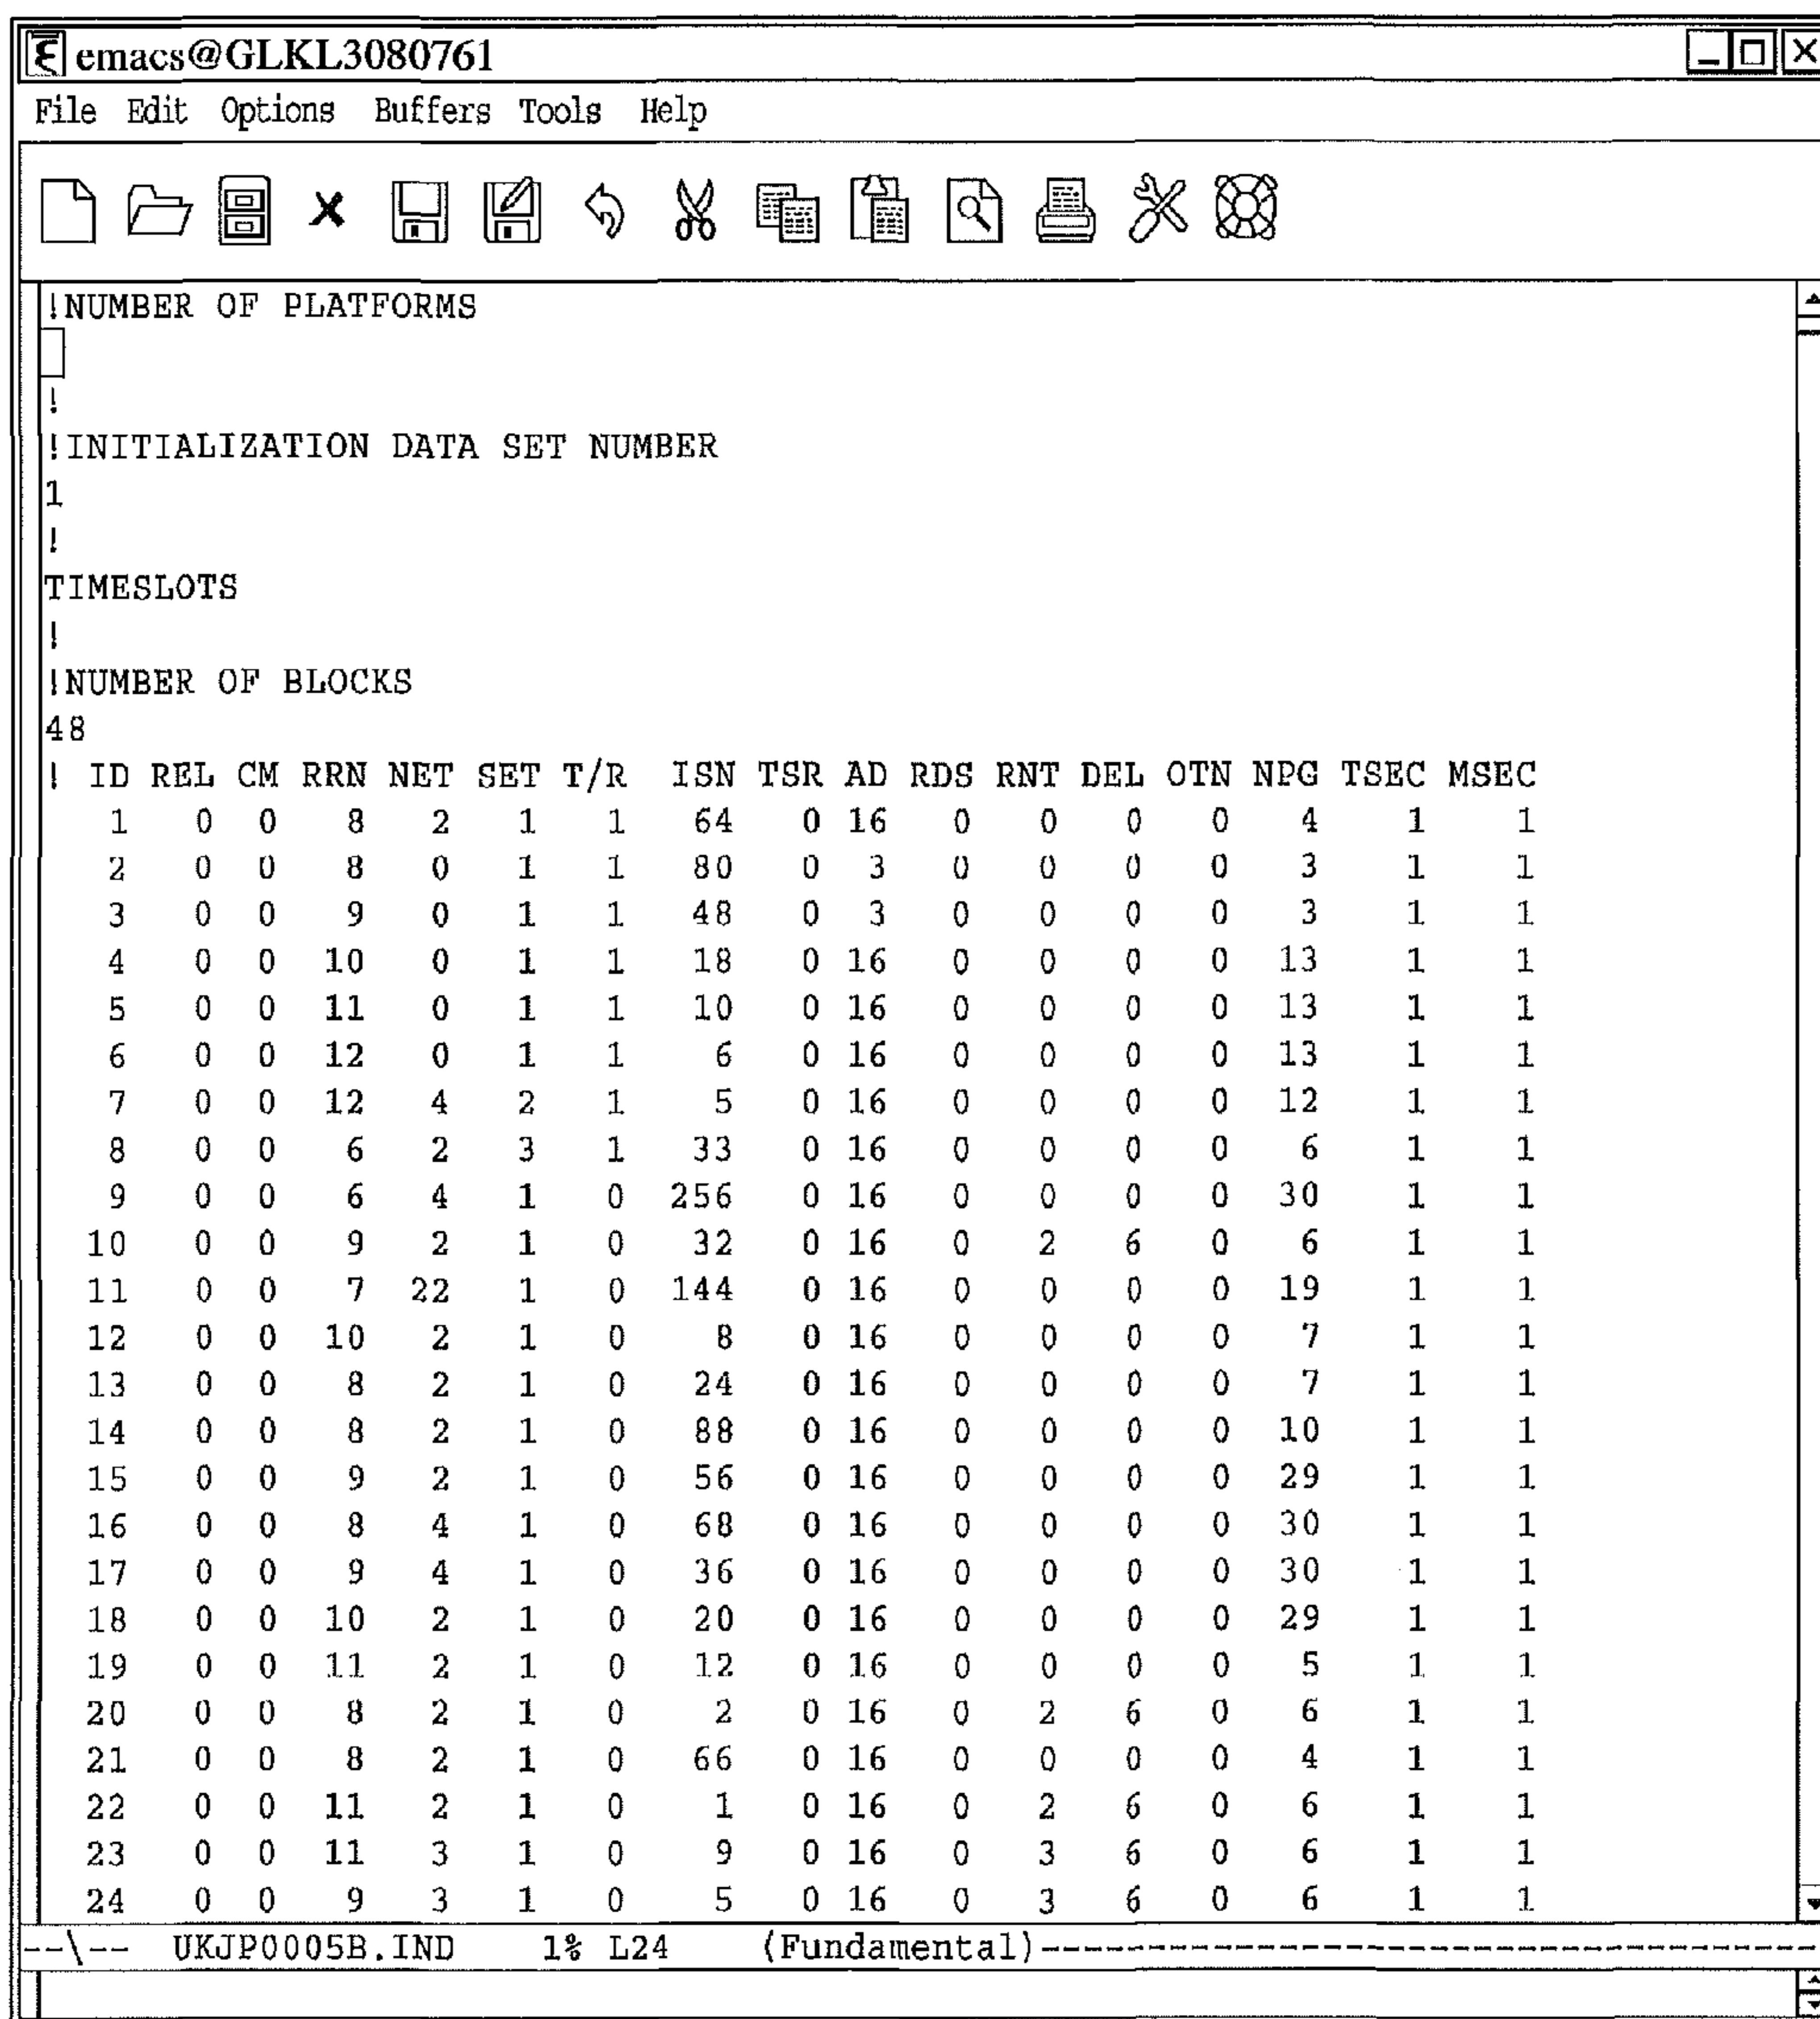 emacs@GLKL3080761
File Edit Options Buffers Tools Help
!NUMBER OF PLATFORMS
!
!INITIALIZATION DATA SET NUMBER
1
!
TIMESLOTS
!
!NUMBER OF BLOCKS
48
! ID REL CM RRN NET SET T/R ISN TSR AD RDS RNT DEL OTN NPG TSEC MSEC
1 0 0 8 2 1 1 64 0 16 0 0 0 0 4 1 1
2 0 0 8 0 1 1 80 0 3 0 0 0 0 3 1 1
3 0 0 9 0 1 1 48 0 3 0 0 0 0 3 1 1
4 0 0 10 0 1 1 18 0 16 0 0 0 0 13 1 1
5 0 0 11 0 1 1 10 0 16 0 0 0 0 13 1 1
6 0 0 12 0 1 1 6 0 16 0 0 0 0 13 1 1
7 0 0 12 4 2 1 5 0 16 0 0 0 0 12 1 1
8 0 0 6 2 3 1 33 0 16 0 0 0 0 6 1 1
9 0 0 6 4 1 0 256 0 16 0 0 0 0 30 1 1
10 0 0 9 2 1 0 32 0 16 0 2 6 0 6 1 1
11 0 0 7 22 1 0 144 0 16 0 0 0 0 19 1 1
12 0 0 10 2 1 0 8 0 16 0 0 0 0 7 1 1
13 0 0 8 2 1 0 24 0 16 0 0 0 0 7 1 1
14 0 0 8 2 1 0 88 0 16 0 0 0 0 10 1 1
15 0 0 9 2 1 0 56 0 16 0 0 0 0 29 1 1
16 0 0 8 4 1 0 68 0 16 0 0 0 0 30 1 1
17 0 0 9 4 1 0 36 0 16 0 0 0 0 30 1 1
18 0 0 10 2 1 0 20 0 16 0 0 0 0 29 1 1
19 0 0 11 2 1 0 12 0 16 0 0 0 0 5 1 1
20 0 0 8 2 1 0 2 0 16 0 2 6 0 6 1 1
21 0 0 8 2 1 0 66 0 16 0 0 0 0 4 1 1
22 0 0 11 2 1 0 1 0 16 0 2 6 0 6 1 1
23 0 0 11 3 1 0 9 0 16 0 3 6 0 6 1 1
24 0 0 9 3 1 0 5 0 16 0 3 6 0 6 1 1
--\-- UKJP0005B.IND 1% L24 (Fundamental)--------------------------------------